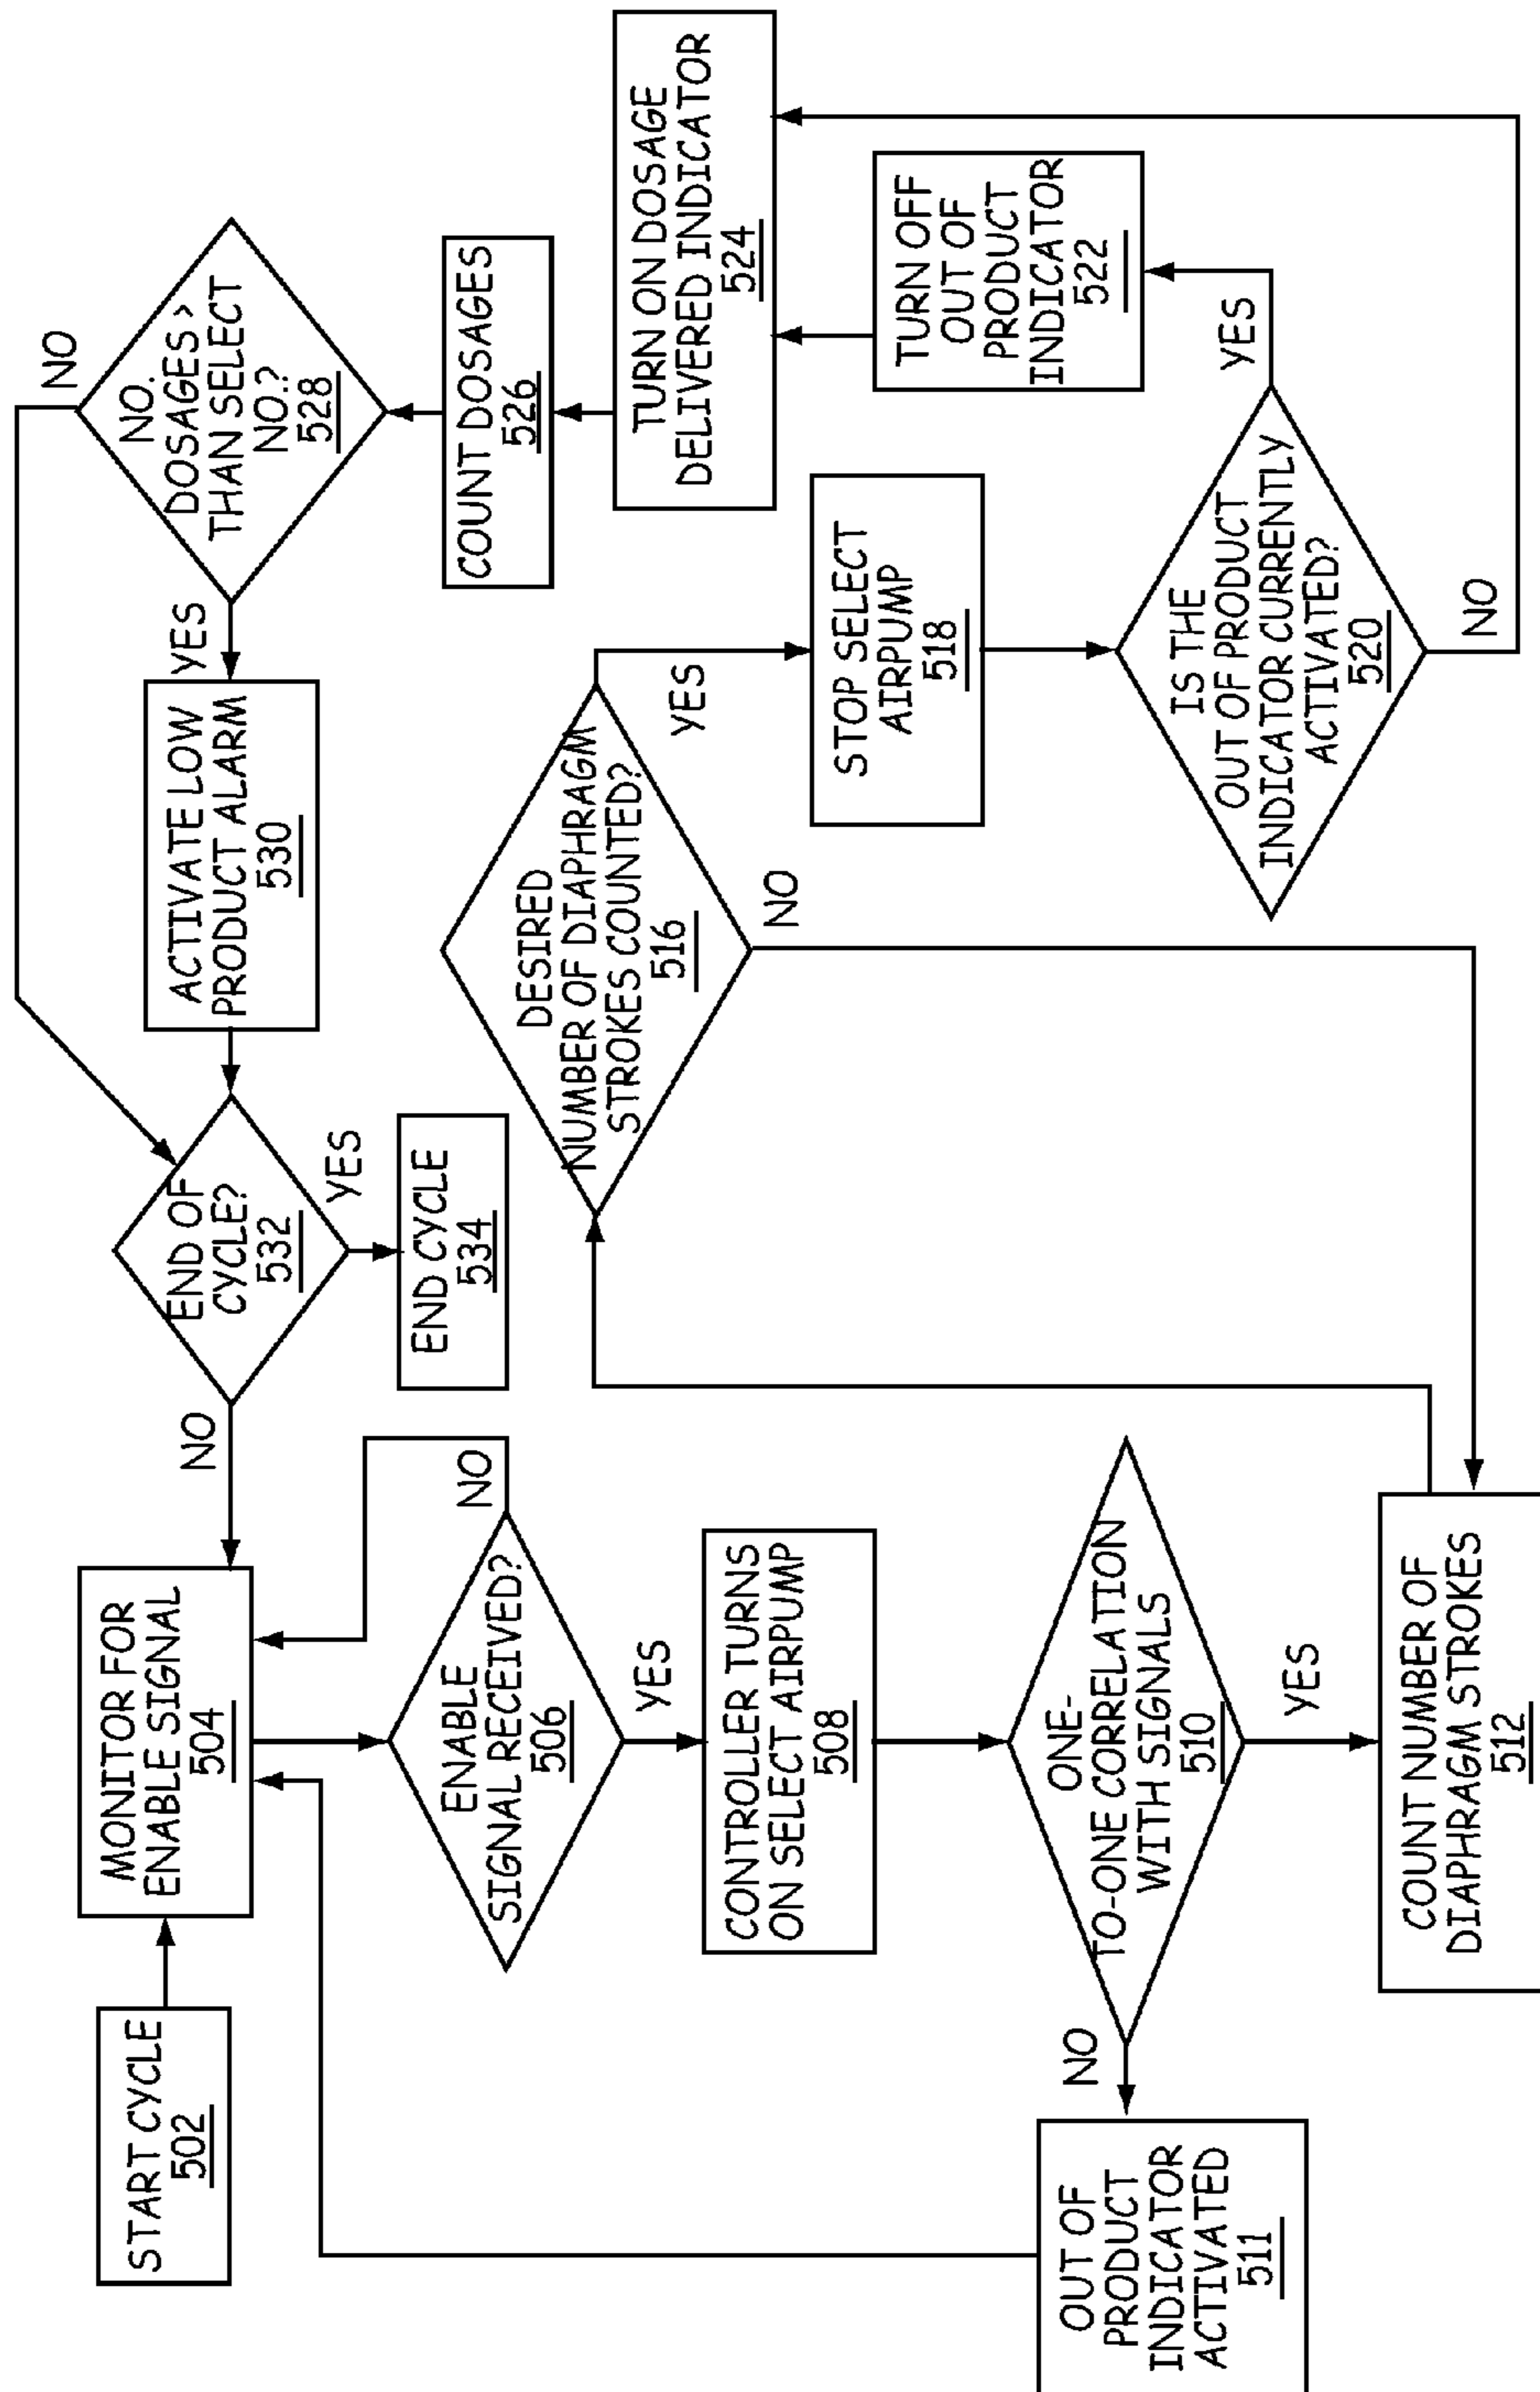 START CYCLE
502
MONITOR FOR
ENABLE SIGNAL
504
ENABLE
SIGNAL RECEIVED?
506
NO
YES
CONTROLLER TURNS
ON SELECT AIRPUMP
508
ONE-
TO-ONE CORRELATION
WITH SIGNALS
510
NO
OUT OF
PRODUCT
INDICATOR
ACTIVATED
511
YES
COUNT NUMBER OF
DIAPHRAGM STROKES
512
DESIRED
NUMBER OF DIAPHRAGM
STROKES COUNTED?
516
NO
YES
STOP SELECT
AIRPUMP
518
IS THE
OUT OF PRODUCT
INDICATOR CURRENTLY
ACTIVATED?
520
NO
YES
TURN OFF
OUT OF
PRODUCT
INDICATOR
522
TURN ON DOSAGE
DELIVERED INDICATOR
524
COUNT DOSAGES
526
NO.
DOSAGES >
THAN SELECT
NO.?
528
NO
YES
ACTIVATE LOW
PRODUCT ALARM
530
END OF
CYCLE?
532
NO
YES
END CYCLE
534